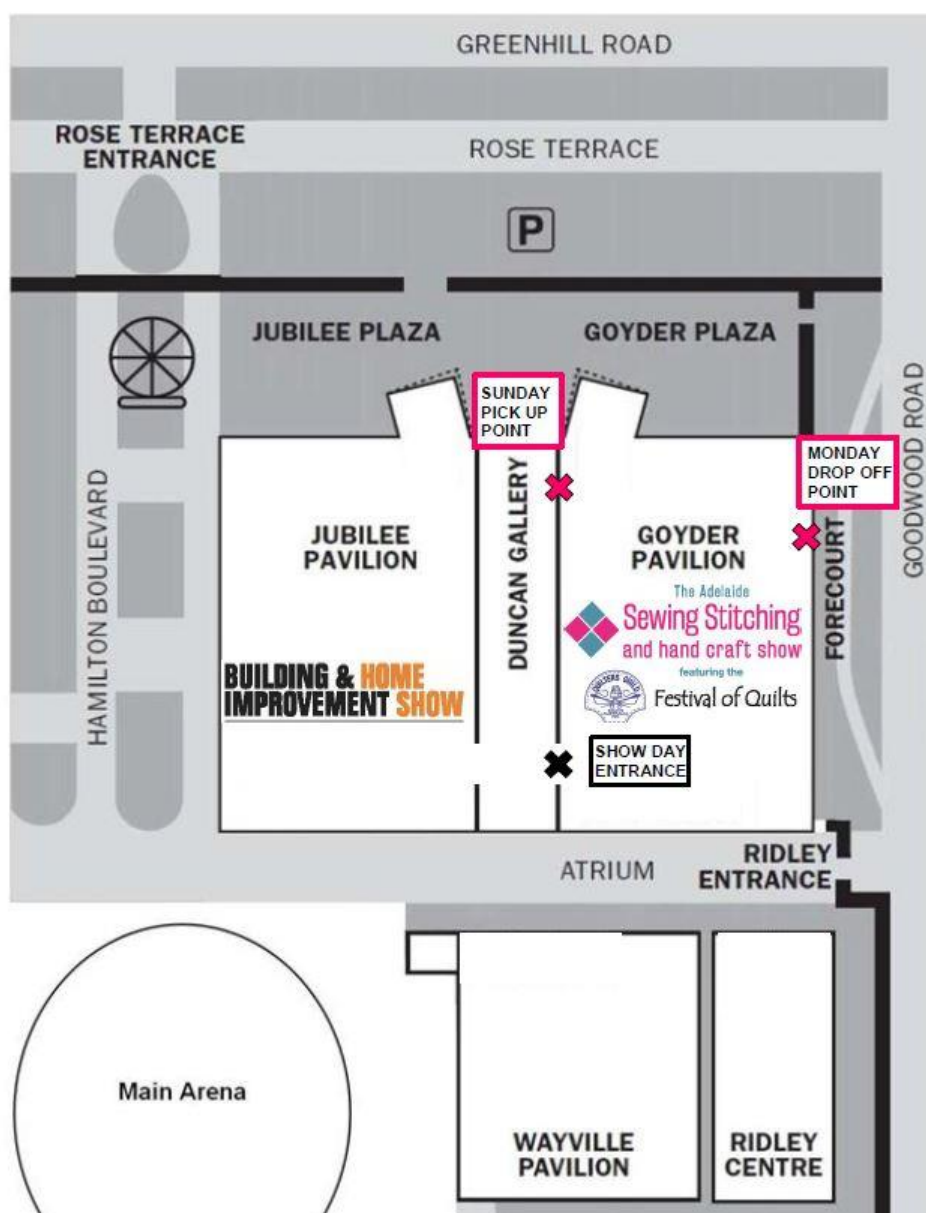 GREENHILL ROAD
ROSE TERRACE
ENTRANCE
ROSE TERRACE
P
JUBILEE PLAZA
GOYDER PLAZA
SUNDAY
PICK UP
POINT
MONDAY
DROP OFF
POINT
GOODWOOD ROAD
HAMILTON BOULEVARD
JUBILEE
PAVILION
DUNCAN GALLERY
GOYDER
PAVILION
FORECOURT
The Adelaide
Sewing Stitching
and hand craft show
featuring the
Festival of Quilts
BUILDING & HOME
IMPROVEMENT SHOW
SHOW DAY
ENTRANCE
ATRIUM
RIDLEY
ENTRANCE
Main Arena
WAYVILLE
PAVILION
RIDLEY
CENTRE